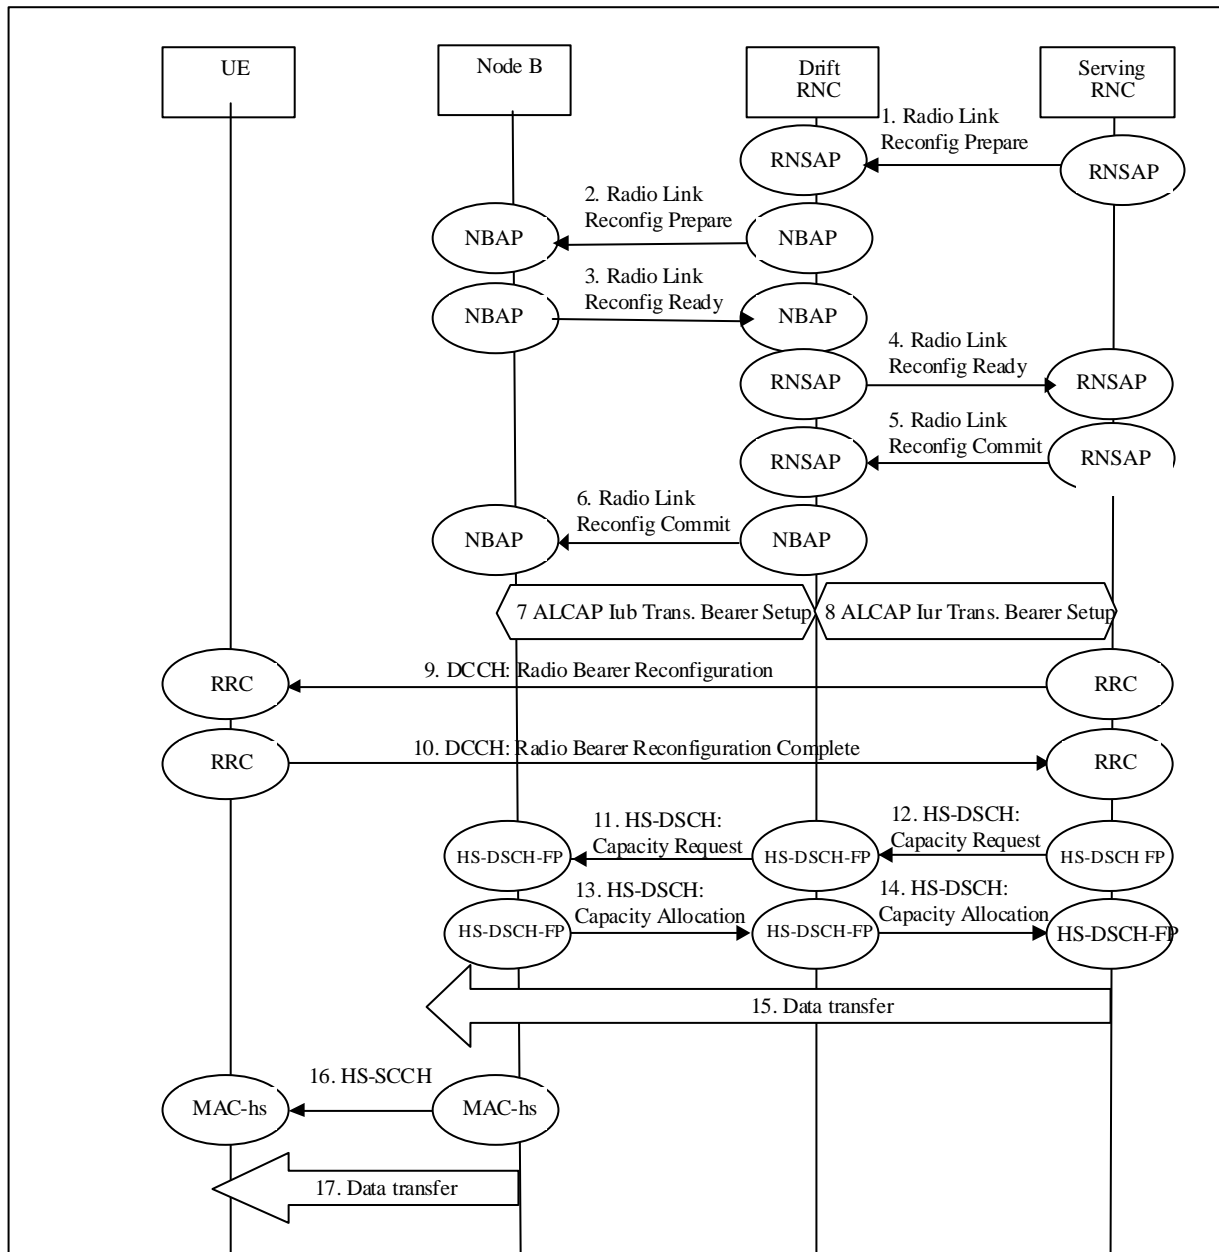 UE
Node B
Drift
RNC
Serving
RNC
1. Radio Link
Reconfig Prepare
RNSAP
RNSAP
2. Radio Link
Reconfig Prepare
NBAP
NBAP
3. Radio Link
Reconfig Ready
NBAP
NBAP
4. Radio Link
Reconfig Ready
RNSAP
RNSAP
5. Radio Link
Reconfig Commit
RNSAP
RNSAP
6. Radio Link
Reconfig Commit
NBAP
NBAP
7 ALCAP Iub Trans. Bearer Setup
8 ALCAP Iur Trans. Bearer Setup
9. DCCH: Radio Bearer Reconfiguration
RRC
RRC
10. DCCH: Radio Bearer Reconfiguration Complete
RRC
RRC
11. HS-DSCH:
Capacity Request
12. HS-DSCH:
Capacity Request
HS-DSCH-FP
HS-DSCH-FP
HS-DSCH FP
13. HS-DSCH:
Capacity Allocation
14. HS-DSCH:
Capacity Allocation
HS-DSCH-FP
HS-DSCH-FP
HS-DSCH-FP
15. Data transfer
16. HS-SCCH
MAC-hs
MAC-hs
17. Data transfer